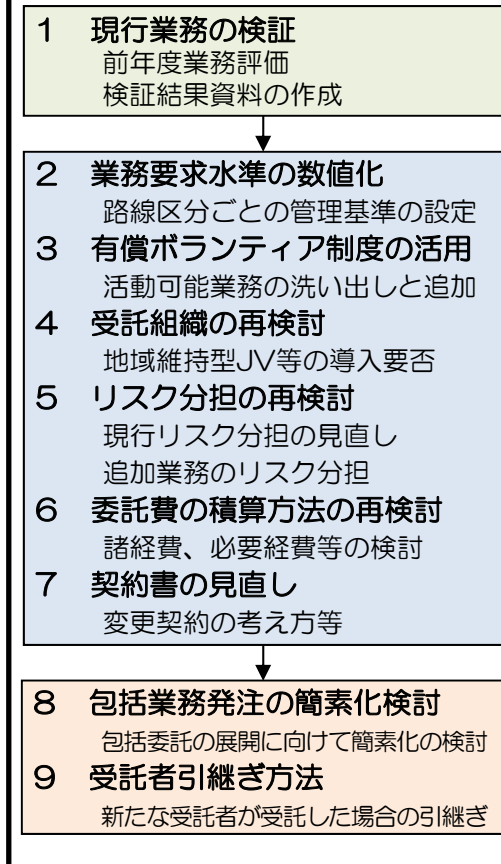 1 現行業務の検証
前年度業務評価
検証結果資料の作成
2 業務要求水準の数値化
路線区分ごとの管理基準の設定
3 有償ボランティア制度の活用
活動可能業務の洗い出しと追加
4 受託組織の再検討
地域維持型JV等の導入要否
5 リスク分担の再検討
現行リスク分担の見直し
追加業務のリスク分担
6 委託費の積算方法の再検討
諸経費、必要経費等の検討
7 契約書の見直し
変更契約の考え方等
8 包括業務発注の簡素化検討
包括委託の展開に向けて簡素化の検討
9 受託者引継ぎ方法
新たな受託者が受託した場合の引継ぎ